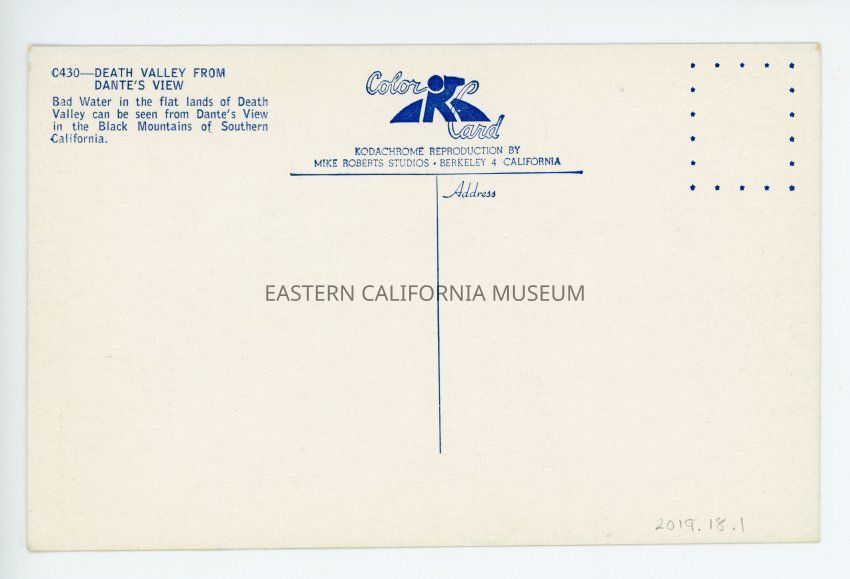 C430—DEATH VALLEY FROM
DANTE'S VIEW
Bad Water in the flat lands of Death
Valley can be seen from Dante's View
in the Black Mountains of Southern
California.
Color
Card
KODACHROME REPRODUCTION BY
MIKE ROBERTS STUDIOS • BERKELEY 4 CALIFORNIA
Address
EASTERN CALIFORNIA MUSEUM
2019.18.1